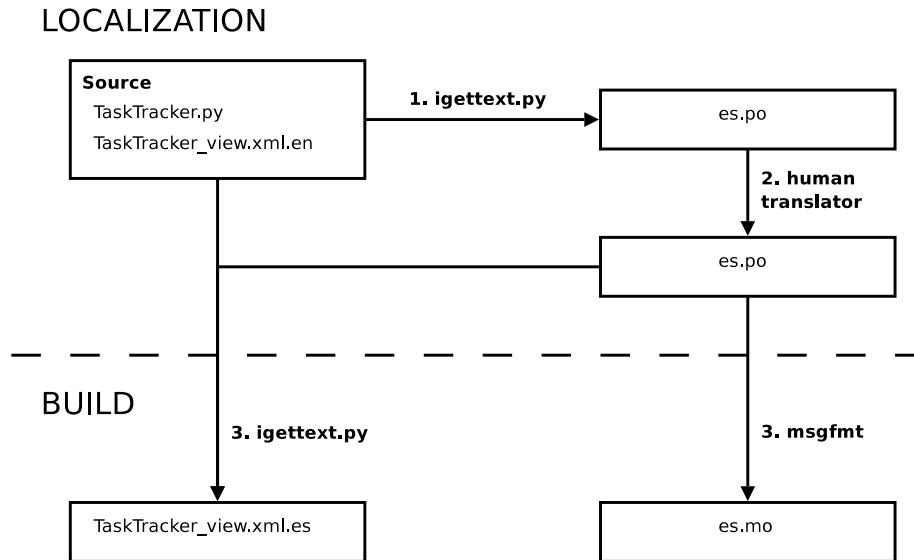 LOCALIZATION
Source
TaskTracker.py
TaskTracker_view.xml.en
1. igettext.py
es.po
2. human
translator
es.po
BUILD
3. igettext.py
3. msgfmt
TaskTracker_view.xml.es
es.mo